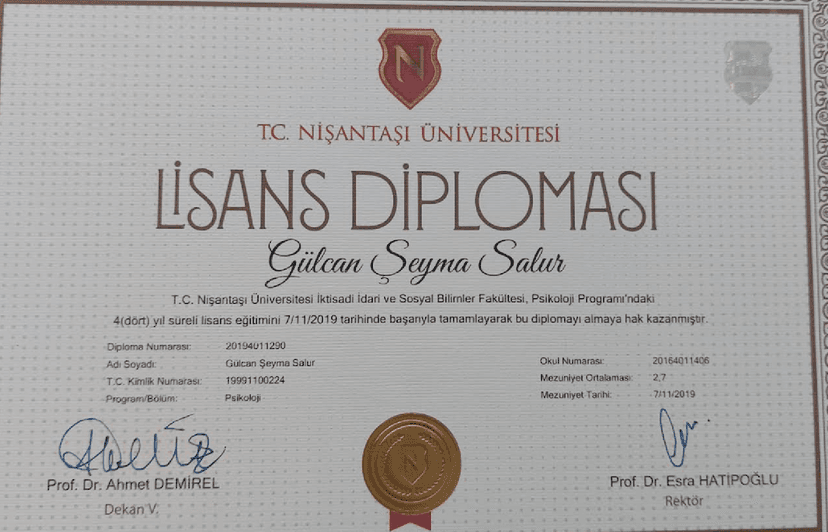 N
T.C. NİŞANTAŞI ÜNİVERSİTESİ
LİSANS DİPLOMASI
Gülcan Şeyma Salur
T.C. Nişantaşı Üniversitesi İktisadi İdari ve Sosyal Bilimler Fakültesi, Psikoloji Programı'ndaki
4(dört) yıl süreli lisans eğitimini 7/11/2019 tarihinde başarıyla tamamlayarak bu diplomayı almaya hak kazanmıştır.
Diploma Numarası: 20194011290
Adı Soyadı: Gülcan Şeyma Salur
Okul Numarası: 20164011406
T.C. Kimlik Numarası: 19991100224
Mezuniyet Ortalaması: 2,7
Program/Bölüm: Psikoloji
Mezuniyet Tarihi: 7/11/2019
N
Prof. Dr. Ahmet DEMİREL
Prof. Dr. Esra HATİPOĞLU
Dekan V.
Rektör